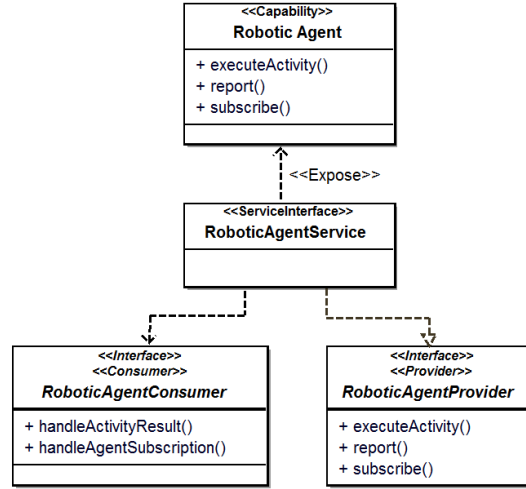 <<Capability>>
Robotic Agent
+ executeActivity()
+ report()
+ subscribe()
<<Expose>>
<<ServiceInterface>>
RoboticAgentService
<<Interface>>
<<Consumer>>
RoboticAgentConsumer
+ handleActivityResult()
+ handleAgentSubscription()
<<Interface>>
<<Provider>>
RoboticAgentProvider
+ executeActivity()
+ report()
+ subscribe()